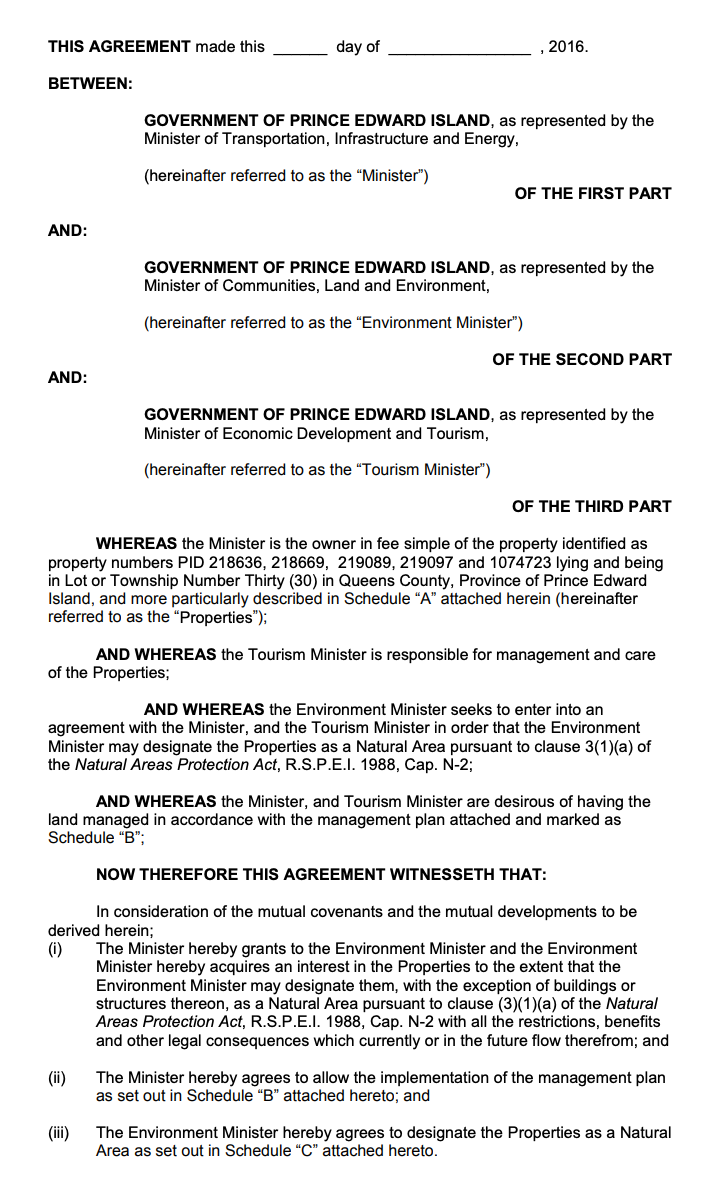 THIS AGREEMENT made this ______ day of ________________ , 2016.
BETWEEN:
GOVERNMENT OF PRINCE EDWARD ISLAND, as represented by the
Minister of Transportation, Infrastructure and Energy,
(hereinafter referred to as the “Minister”)
OF THE FIRST PART
AND:
GOVERNMENT OF PRINCE EDWARD ISLAND, as represented by the
Minister of Communities, Land and Environment,
(hereinafter referred to as the “Environment Minister”)
OF THE SECOND PART
AND:
GOVERNMENT OF PRINCE EDWARD ISLAND, as represented by the
Minister of Economic Development and Tourism,
(hereinafter referred to as the “Tourism Minister”)
OF THE THIRD PART
WHEREAS the Minister is the owner in fee simple of the property identified as
property numbers PID 218636, 218669, 219089, 219097 and 1074723 lying and being
in Lot or Township Number Thirty (30) in Queens County, Province of Prince Edward
Island, and more particularly described in Schedule “A” attached herein (hereinafter
referred to as the “Properties”);
AND WHEREAS the Tourism Minister is responsible for management and care
of the Properties;
AND WHEREAS the Environment Minister seeks to enter into an
agreement with the Minister, and the Tourism Minister in order that the Environment
Minister may designate the Properties as a Natural Area pursuant to clause 3(1)(a) of
the Natural Areas Protection Act, R.S.P.E.I. 1988, Cap. N-2;
AND WHEREAS the Minister, and Tourism Minister are desirous of having the
land managed in accordance with the management plan attached and marked as
Schedule “B”;
NOW THEREFORE THIS AGREEMENT WITNESSETH THAT:
In consideration of the mutual covenants and the mutual developments to be
derived herein;
(i) The Minister hereby grants to the Environment Minister and the Environment
Minister hereby acquires an interest in the Properties to the extent that the
Environment Minister may designate them, with the exception of buildings or
structures thereon, as a Natural Area pursuant to clause (3)(1)(a) of the Natural
Areas Protection Act, R.S.P.E.I. 1988, Cap. N-2 with all the restrictions, benefits
and other legal consequences which currently or in the future flow therefrom; and
(ii) The Minister hereby agrees to allow the implementation of the management plan
as set out in Schedule “B” attached hereto; and
(iii) The Environment Minister hereby agrees to designate the Properties as a Natural
Area as set out in Schedule “C” attached hereto.